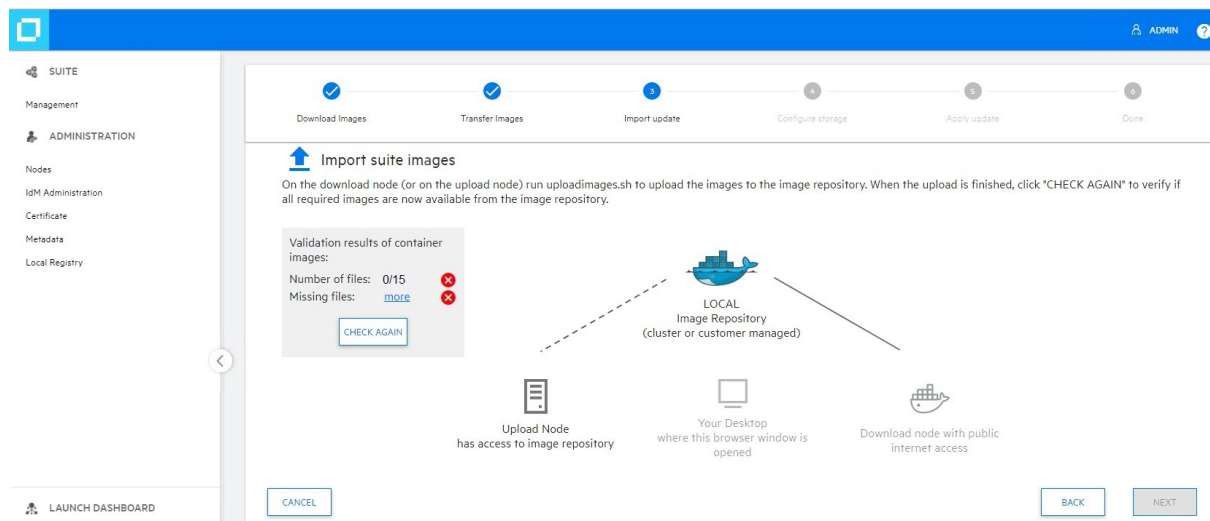 ADMIN
?
SUITE
Management
ADMINISTRATION
Nodes
IdM Administration
Certificate
Metadata
Local Registry
LAUNCH DASHBOARD
Download Images
Transfer Images
3
Import update
4
Configure storage
5
Apply update
6
Done
Import suite images
On the download node (or on the upload node) run uploadimages.sh to upload the images to the image repository. When the upload is finished, click "CHECK AGAIN" to verify if
all required images are now available from the image repository.
Validation results of container
images:
Number of files: 0/15
Missing files: more
CHECK AGAIN
LOCAL
Image Repository
(cluster or customer managed)
Upload Node
has access to image repository
Your Desktop
where this browser window is
opened
Download node with public
internet access
CANCEL
BACK
NEXT